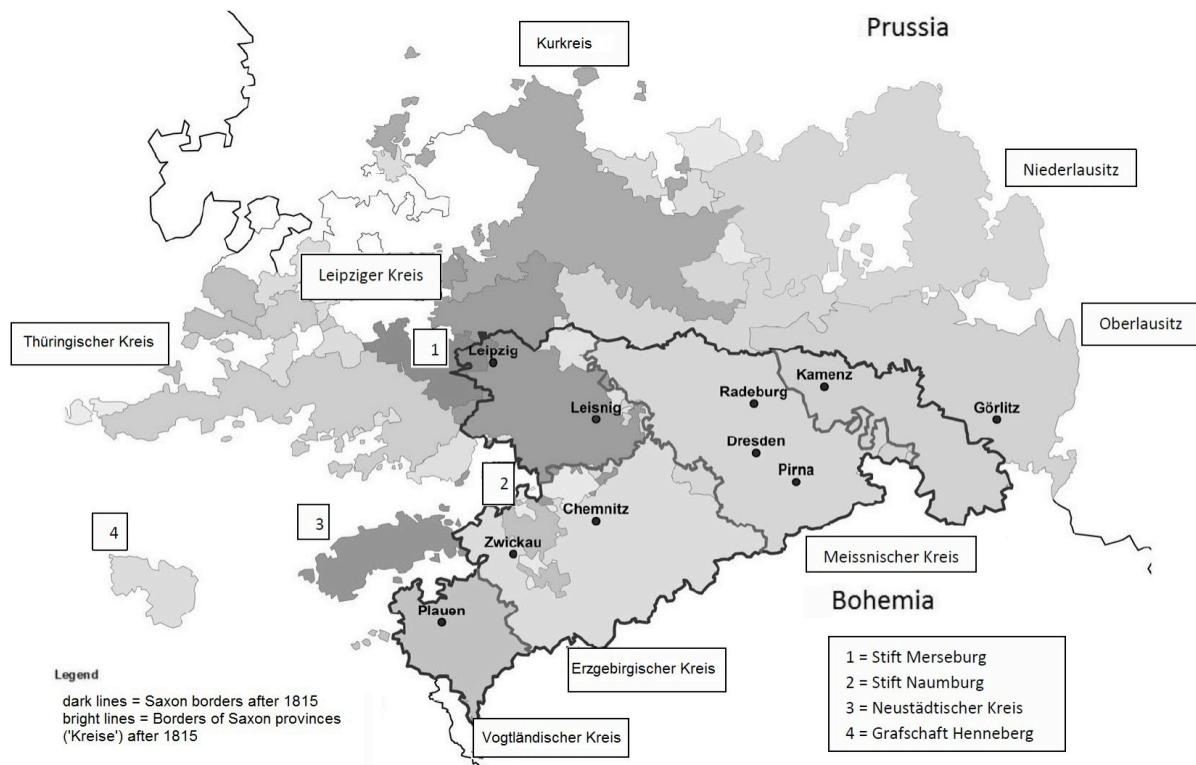 Prussia
Kurkreis
Niederlausitz
Leipziger Kreis
Oberlausitz
Thüringischer Kreis
1
Leipzig
Kamenz
Radeburg
Leisnig
Görlitz
Dresden
Pirna
2
Chemnitz
3
4
Zwickau
Meissnischer Kreis
Bohemia
Plauen
Erzgebirgischer Kreis
Vogtländischer Kreis
Legend
dark lines = Saxon borders after 1815
bright lines = Borders of Saxon provinces
('Kreise') after 1815
1 = Stift Merseburg
2 = Stift Naumburg
3 = Neustädtischer Kreis
4 = Grafschaft Henneberg